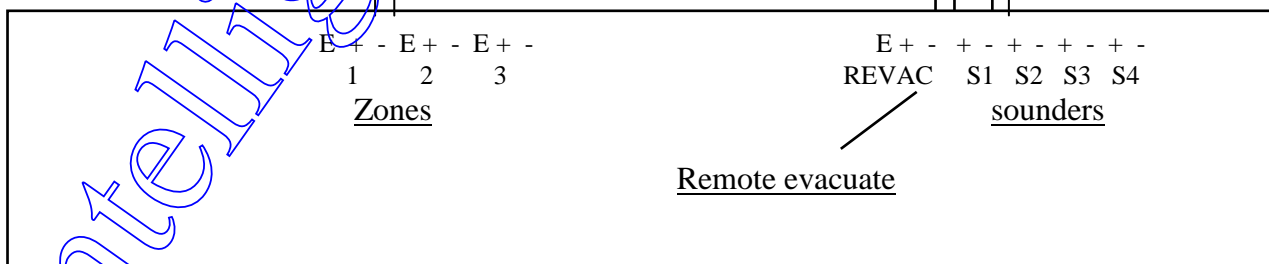 E + - E + - E + - E + - + - + - + - + -
1 2 3 REVAC S1 S2 S3 S4
Zones sounders
Remote evacuate